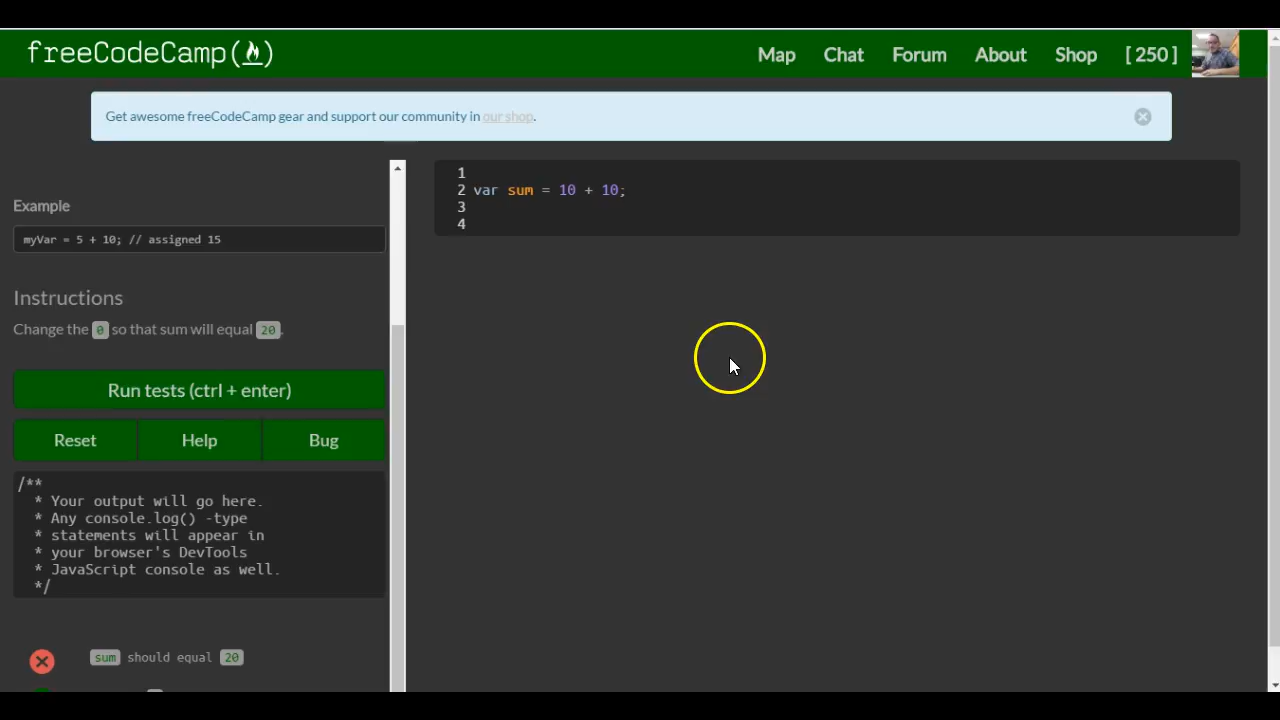 freeCodeCamp(🔥)
Map Chat Forum About Shop [ 250 ]
Get awesome freeCodeCamp gear and support our community in our shop.
Example
myVar = 5 + 10; // assigned 15
Instructions
Change the 0 so that sum will equal 20.
Run tests (ctrl + enter)
Reset Help Bug
/**
* Your output will go here.
* Any console.log() -type
* statements will appear in
* your browser's DevTools
* JavaScript console as well.
*/
sum should equal 20
1
2 var sum = 10 + 10;
3
4